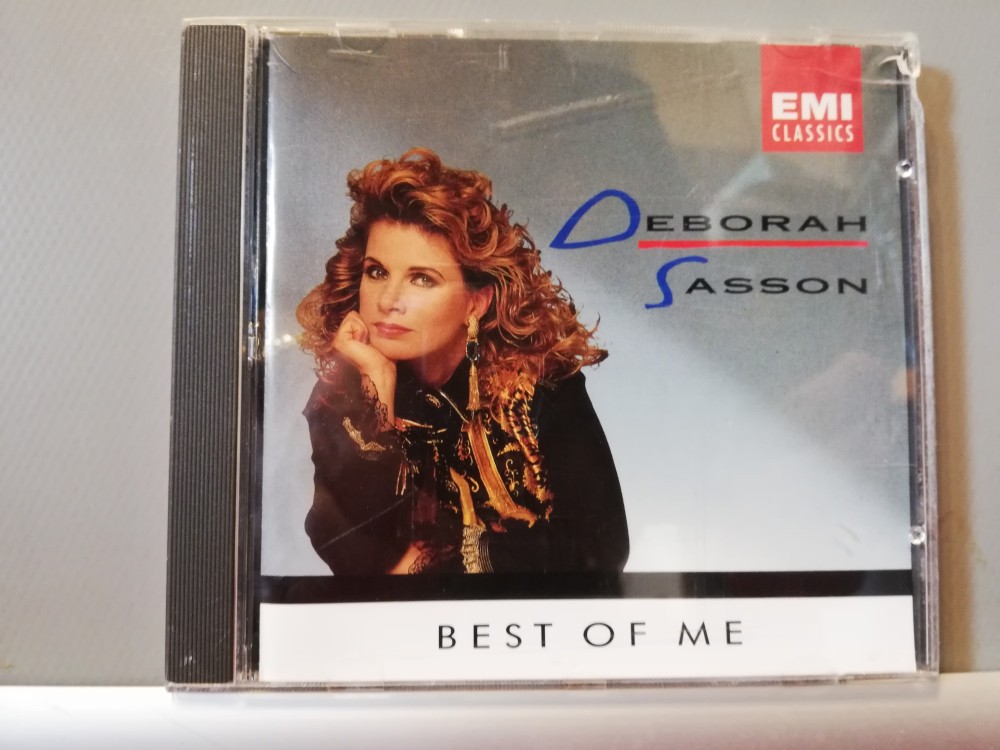 EMI
CLASSICS
DEBORAH
SASSON
BEST OF ME